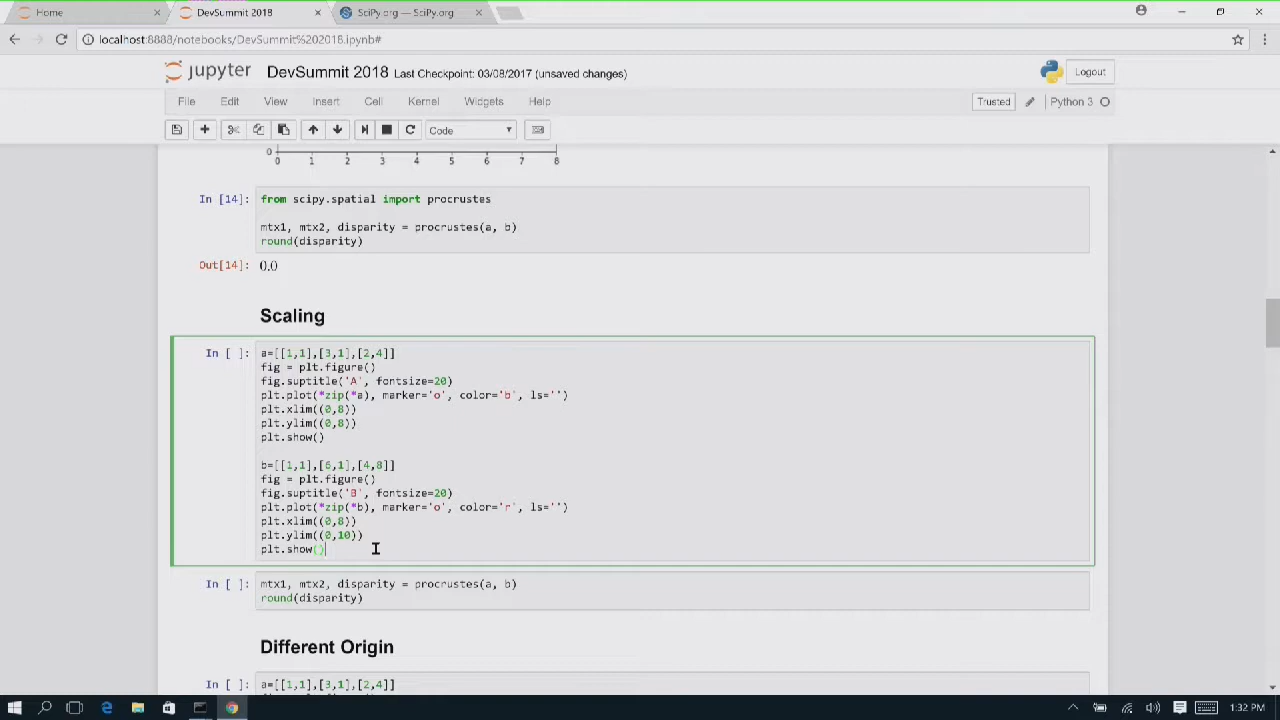 Home
DevSummit 2018
SciPy.org — SciPy.org
localhost:8888/notebooks/DevSummit%202018.ipynb#
jupyter DevSummit 2018 Last Checkpoint: 03/08/2017 (unsaved changes)
Logout
File Edit View Insert Cell Kernel Widgets Help
Trusted
Python 3
Code
0
0 1 2 3 4 5 6 7 8
In [14]: from scipy.spatial import procrustes
mtx1, mtx2, disparity = procrustes(a, b)
round(disparity)
Out[14]: 0.0
Scaling
In [ ]: a=[[1,1],[3,1],[2,4]]
fig = plt.figure()
fig.suptitle('A', fontsize=20)
plt.plot(*zip(*a), marker='o', color='b', ls='')
plt.xlim((0,8))
plt.ylim((0,8))
plt.show()
b=[[1,1],[6,1],[4,8]]
fig = plt.figure()
fig.suptitle('B', fontsize=20)
plt.plot(*zip(*b), marker='o', color='r', ls='')
plt.xlim((0,8))
plt.ylim((0,10))
plt.show()
In [ ]: mtx1, mtx2, disparity = procrustes(a, b)
round(disparity)
Different Origin
In [ ]: a=[[1,1],[3,1],[2,4]]
1:32 PM